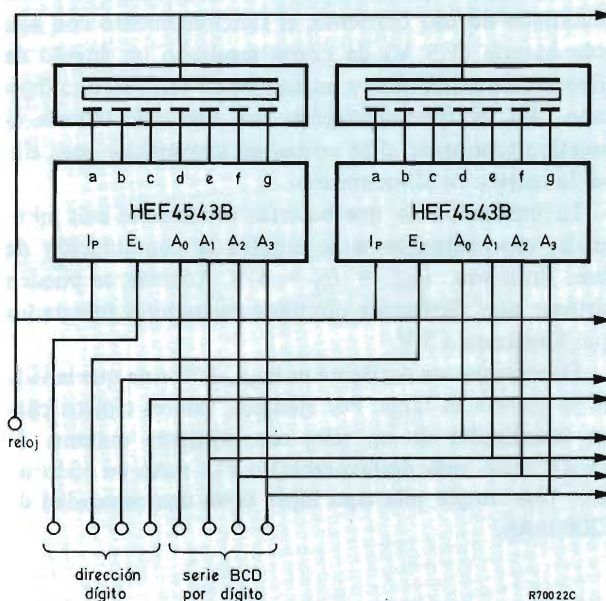 a b c d e f g
HEF4543B
I_P E_L A_0 A_1 A_2 A_3
a b c d e f g
HEF4543B
I_P E_L A_0 A_1 A_2 A_3
reloj
dirección dígito
serie BCD por dígito
R70022C